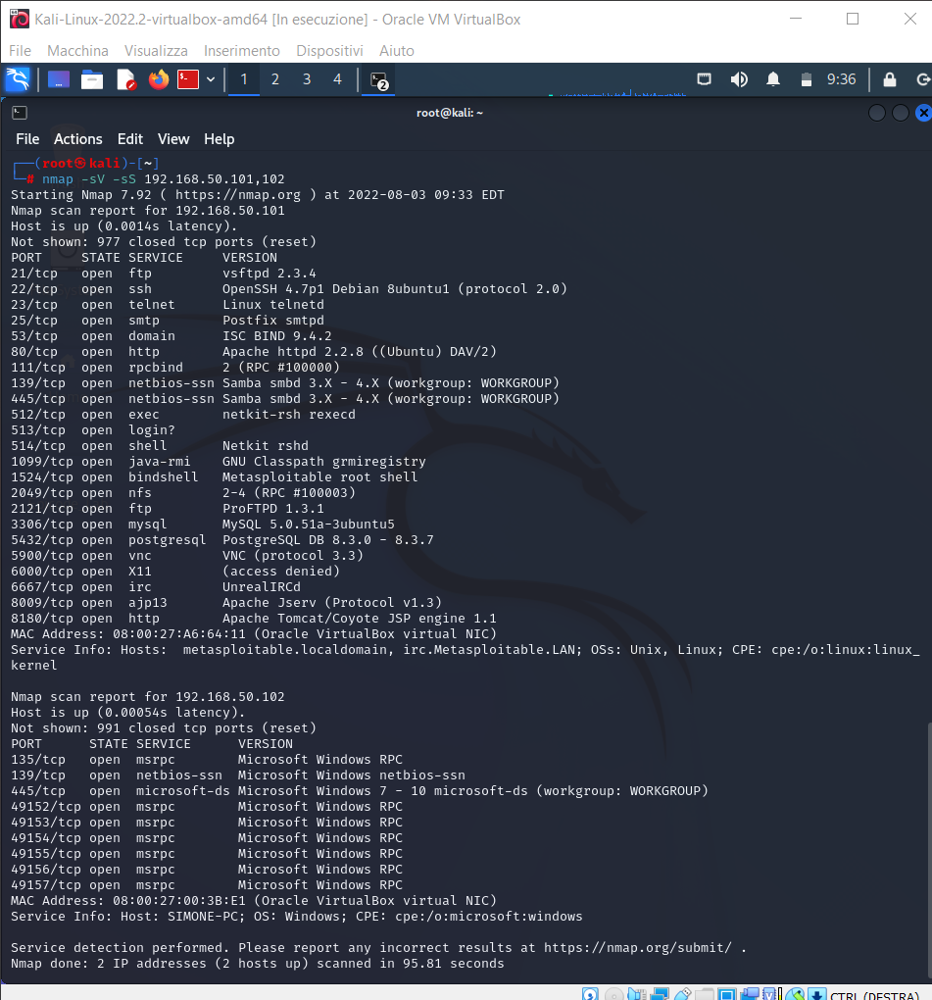 Kali-Linux-2022.2-virtualbox-amd64 [In esecuzione] - Oracle VM VirtualBox
File Macchina Visualizza Inserimento Dispositivi Aiuto
1 2 3 4 2 9:36
root@kali: ~
File Actions Edit View Help
┌──(root㉿kali)-[~]
└─# nmap -sV -sS 192.168.50.101,102
Starting Nmap 7.92 ( https://nmap.org ) at 2022-08-03 09:33 EDT
Nmap scan report for 192.168.50.101
Host is up (0.0014s latency).
Not shown: 977 closed tcp ports (reset)
PORT     STATE SERVICE     VERSION
21/tcp   open  ftp         vsftpd 2.3.4
22/tcp   open  ssh         OpenSSH 4.7p1 Debian 8ubuntu1 (protocol 2.0)
23/tcp   open  telnet      Linux telnetd
25/tcp   open  smtp        Postfix smtpd
53/tcp   open  domain      ISC BIND 9.4.2
80/tcp   open  http        Apache httpd 2.2.8 ((Ubuntu) DAV/2)
111/tcp  open  rpcbind     2 (RPC #100000)
139/tcp  open  netbios-ssn Samba smbd 3.X - 4.X (workgroup: WORKGROUP)
445/tcp  open  netbios-ssn Samba smbd 3.X - 4.X (workgroup: WORKGROUP)
512/tcp  open  exec        netkit-rsh rexecd
513/tcp  open  login?
514/tcp  open  shell       Netkit rshd
1099/tcp open  java-rmi    GNU Classpath grmiregistry
1524/tcp open  bindshell   Metasploitable root shell
2049/tcp open  nfs         2-4 (RPC #100003)
2121/tcp open  ftp         ProFTPD 1.3.1
3306/tcp open  mysql       MySQL 5.0.51a-3ubuntu5
5432/tcp open  postgresql  PostgreSQL DB 8.3.0 - 8.3.7
5900/tcp open  vnc         VNC (protocol 3.3)
6000/tcp open  X11         (access denied)
6667/tcp open  irc         UnrealIRCd
8009/tcp open  ajp13       Apache Jserv (Protocol v1.3)
8180/tcp open  http        Apache Tomcat/Coyote JSP engine 1.1
MAC Address: 08:00:27:A6:64:11 (Oracle VirtualBox virtual NIC)
Service Info: Hosts:  metasploitable.localdomain, irc.Metasploitable.LAN; OSs: Unix, Linux; CPE: cpe:/o:linux:linux_
kernel
Nmap scan report for 192.168.50.102
Host is up (0.00054s latency).
Not shown: 991 closed tcp ports (reset)
PORT      STATE SERVICE      VERSION
135/tcp   open  msrpc        Microsoft Windows RPC
139/tcp   open  netbios-ssn  Microsoft Windows netbios-ssn
445/tcp   open  microsoft-ds Microsoft Windows 7 - 10 microsoft-ds (workgroup: WORKGROUP)
49152/tcp open  msrpc        Microsoft Windows RPC
49153/tcp open  msrpc        Microsoft Windows RPC
49154/tcp open  msrpc        Microsoft Windows RPC
49155/tcp open  msrpc        Microsoft Windows RPC
49156/tcp open  msrpc        Microsoft Windows RPC
49157/tcp open  msrpc        Microsoft Windows RPC
MAC Address: 08:00:27:00:3B:E1 (Oracle VirtualBox virtual NIC)
Service Info: Host: SIMONE-PC; OS: Windows; CPE: cpe:/o:microsoft:windows
Service detection performed. Please report any incorrect results at https://nmap.org/submit/ .
Nmap done: 2 IP addresses (2 hosts up) scanned in 95.81 seconds
CTRL (DESTRA)